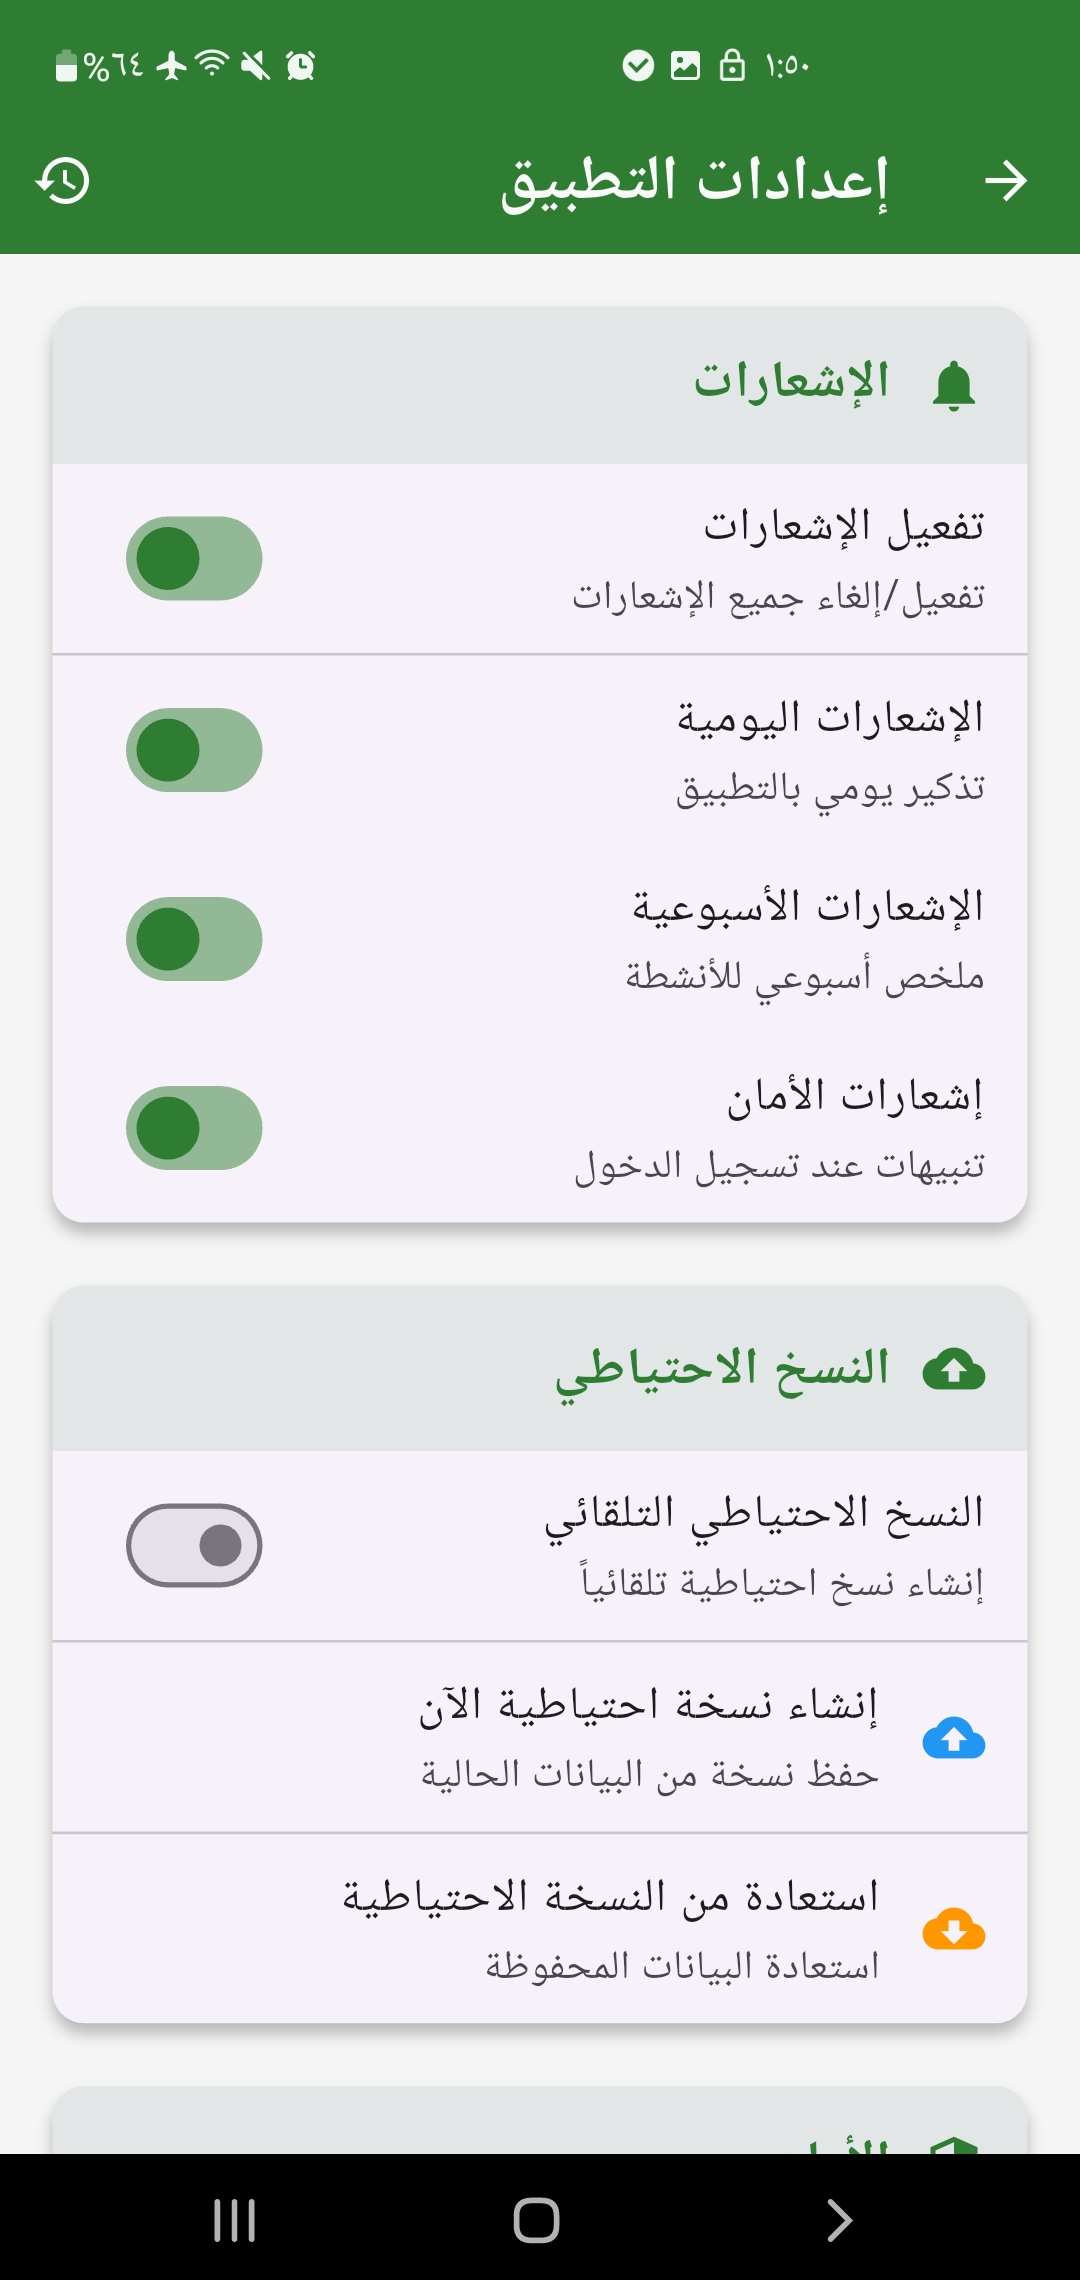 ١:٥٠
%٦٤
إعدادات التطبيق
الإشعارات
تفعيل الإشعارات
تفعيل/إلغاء جميع الإشعارات
الإشعارات اليومية
تذكير يومي بالتطبيق
الإشعارات الأسبوعية
ملخص أسبوعي للأنشطة
إشعارات الأمان
تنبيهات عند تسجيل الدخول
النسخ الاحتياطي
النسخ الاحتياطي التلقائي
إنشاء نسخ احتياطية تلقائياً
إنشاء نسخة احتياطية الآن
حفظ نسخة من البيانات الحالية
استعادة من النسخة الاحتياطية
استعادة البيانات المحفوظة